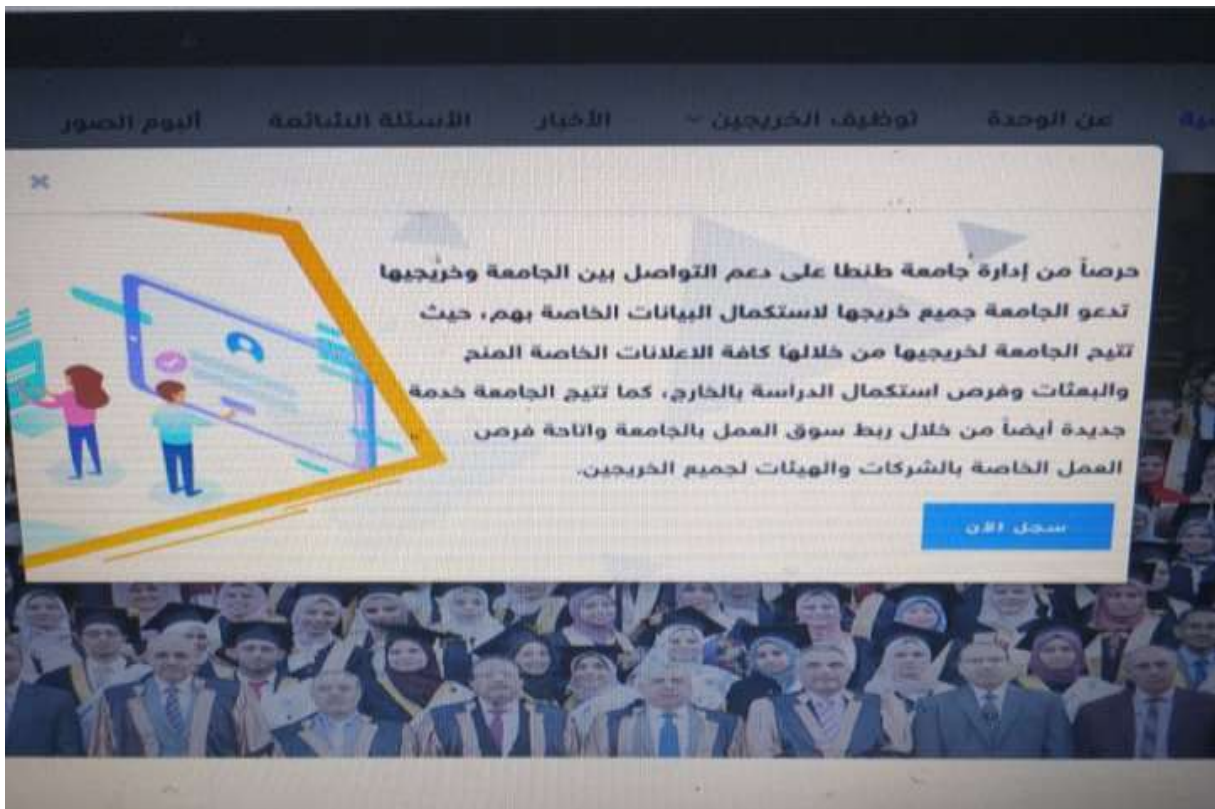 عن الوحدة توظيف الخريجين الأخبار الأسئلة الشائعة ألبوم الصور
حرصاً من إدارة جامعة طنطا على دعم التواصل بين الجامعة وخريجيها
تدعو الجامعة جميع خريجها لاستكمال البيانات الخاصة بهم، حيث
تتيح الجامعة لخريجيها من خلالها كافة الاعلانات الخاصة المنح
والبعثات وفرص استكمال الدراسة بالخارج، كما تتيح الجامعة خدمة
جديدة أيضاً من خلال ربط سوق العمل بالجامعة واتاحة فرص
العمل الخاصة بالشركات والهيئات لجميع الخريجين.
سجل الآن